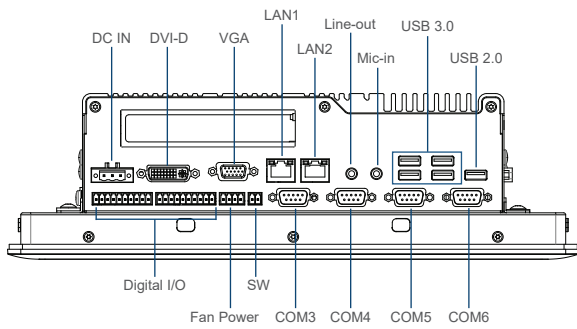 LAN1
Line-out
USB 3.0
DC IN
DVI-D
VGA
LAN2
Mic-in
USB 2.0
Digital I/O
SW
Fan Power
COM3
COM4
COM5
COM6